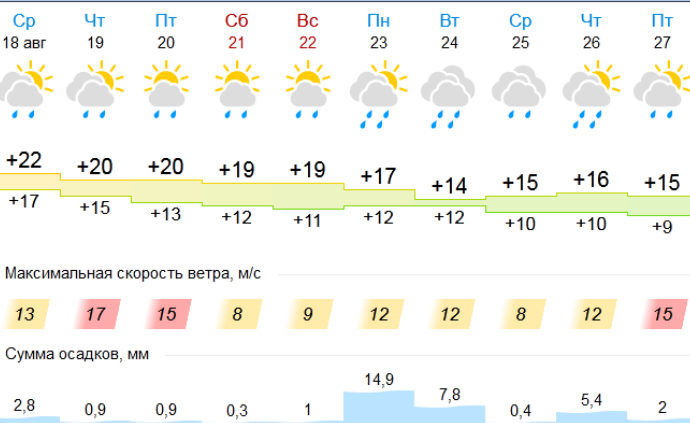 Ср Чт Пт Сб Вс Пн Вт Ср Чт Пт
18 авг 19 20 21 22 23 24 25 26 27
+22 +20 +20 +19 +19 +17 +14 +15 +16 +15
+17 +15 +13 +12 +11 +12 +12 +10 +10 +9
Максимальная скорость ветра, м/с
13 17 15 8 9 12 12 8 12 15
Сумма осадков, мм
2,8 0,9 0,9 0,3 1 14,9 7,8 0,4 5,4 2